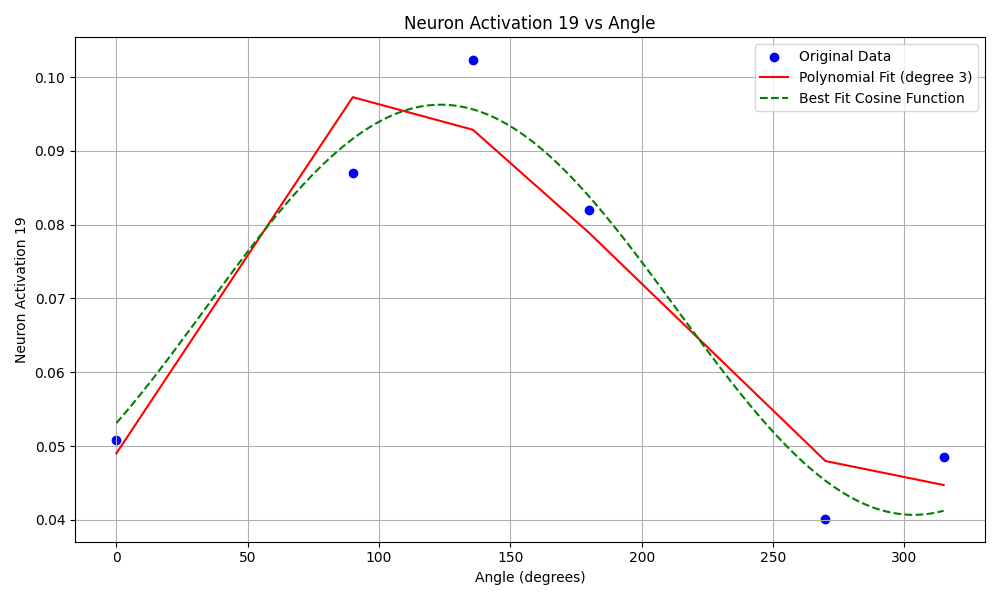 Neuron Activation 19 vs Angle
Original Data
Polynomial Fit (degree 3)
Best Fit Cosine Function
Neuron Activation 19
0.10
0.09
0.08
0.07
0.06
0.05
0.04
0 50 100 150 200 250 300
Angle (degrees)